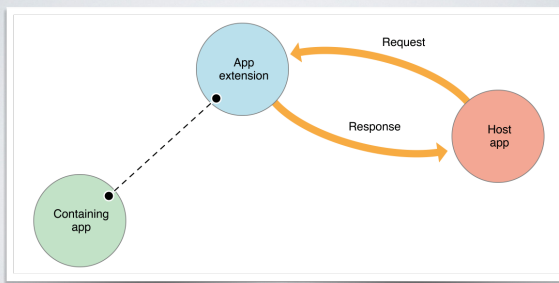 Request
App
extension
Response
Host
app
Containing
app